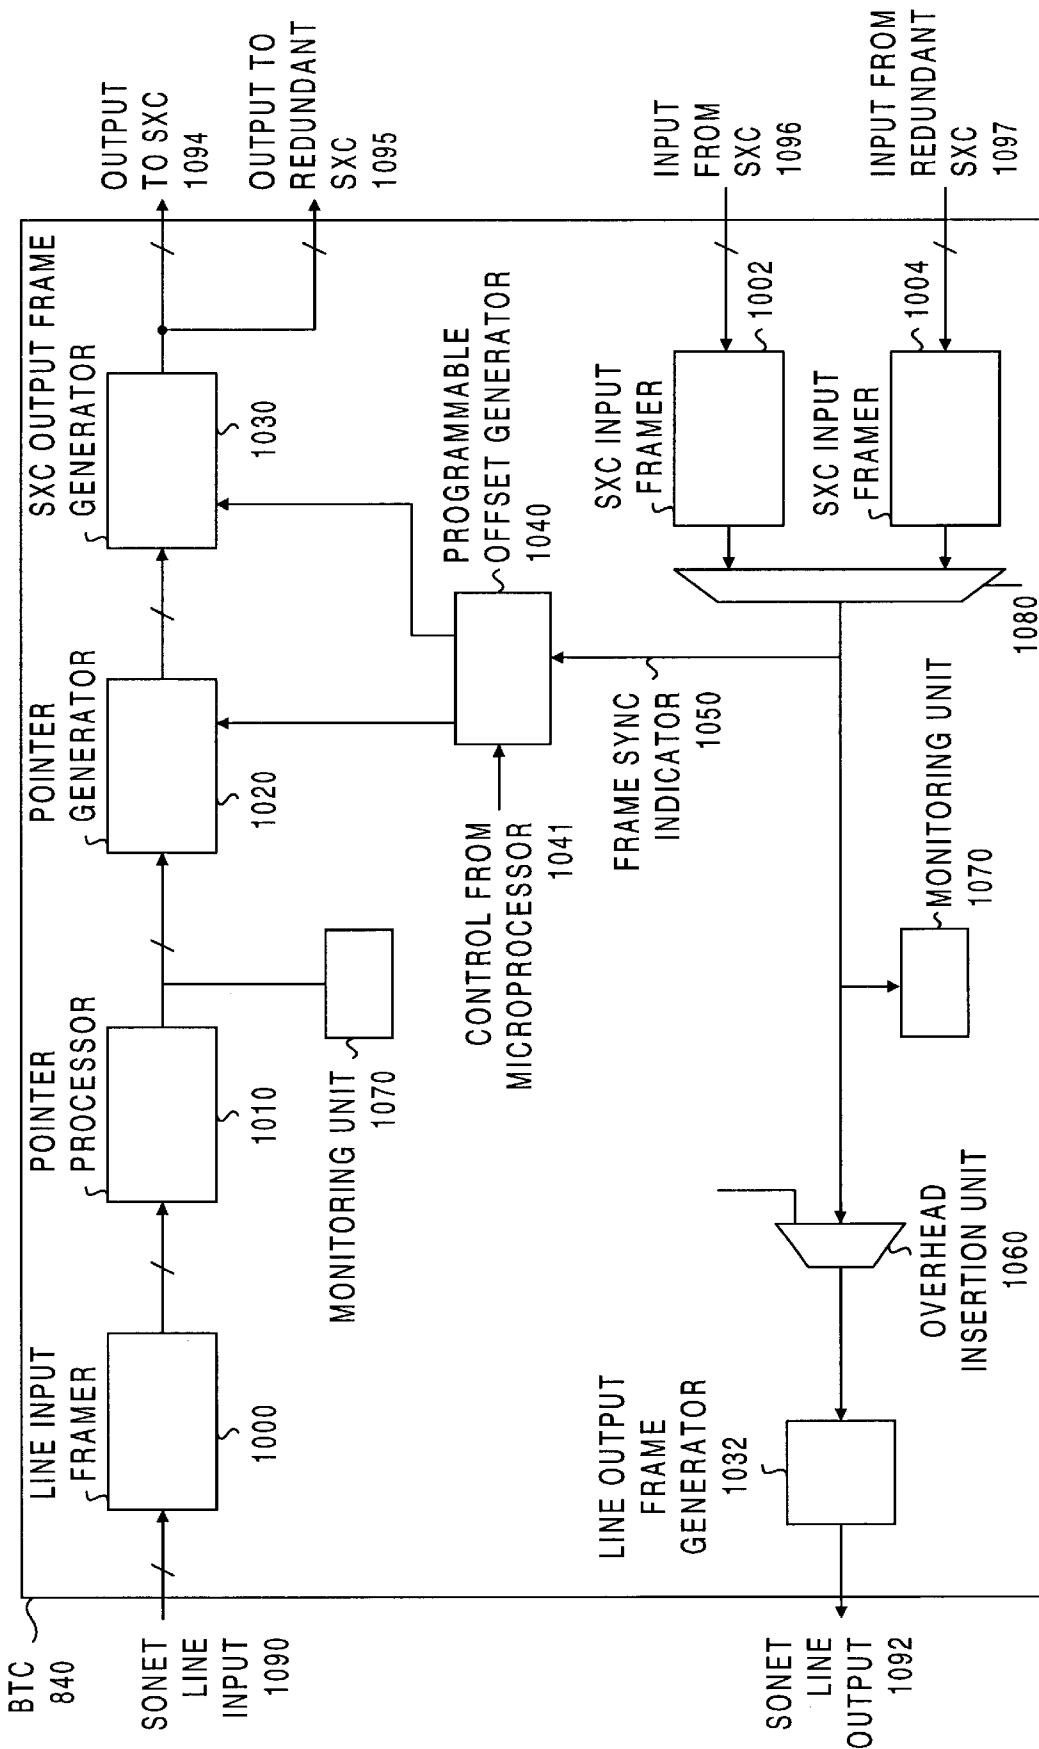 BTC
840
SONET
LINE
INPUT
1090
LINE INPUT
FRAMER
1000
POINTER
PROCESSOR
1010
MONITORING UNIT
1070
POINTER
GENERATOR
1020
SXC OUTPUT FRAME
GENERATOR
1030
OUTPUT
TO SXC
1094
OUTPUT TO
REDUNDANT
SXC
1095
PROGRAMMABLE
OFFSET GENERATOR
1040
CONTROL FROM
MICROPROCESSOR
1041
FRAME SYNC
INDICATOR
1050
SXC INPUT
FRAMER
1002
INPUT
FROM
SXC
1096
SXC INPUT
FRAMER
1004
INPUT FROM
REDUNDANT
SXC
1097
1080
MONITORING UNIT
1070
OVERHEAD
INSERTION UNIT
1060
LINE OUTPUT
FRAME
GENERATOR
1032
SONET
LINE
OUTPUT
1092